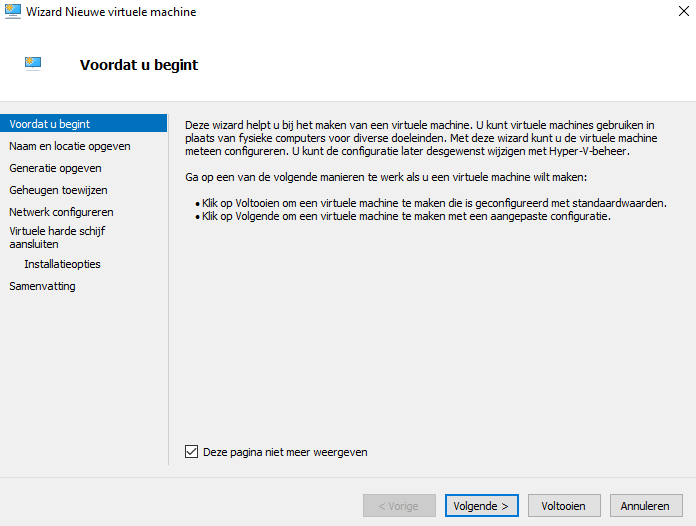 Wizard Nieuwe virtuele machine
Voordat u begint
Voordat u begint
Naam en locatie opgeven
Generatie opgeven
Geheugen toewijzen
Netwerk configureren
Virtuele harde schijf
aansluiten
Installatieopties
Samenvatting
Deze wizard helpt u bij het maken van een virtuele machine. U kunt virtuele machines gebruiken in
plaats van fysieke computers voor diverse doeleinden. Met deze wizard kunt u de virtuele machine
meteen configureren. U kunt de configuratie later desgewenst wijzigen met Hyper-V-beheer.
Ga op een van de volgende manieren te werk als u een virtuele machine wilt maken:
• Klik op Voltooien om een virtuele machine te maken die is geconfigureerd met standaardwaarden.
• Klik op Volgende om een virtuele machine te maken met een aangepaste configuratie.
Deze pagina niet meer weergeven
< Vorige
Volgende >
Voltooien
Annuleren